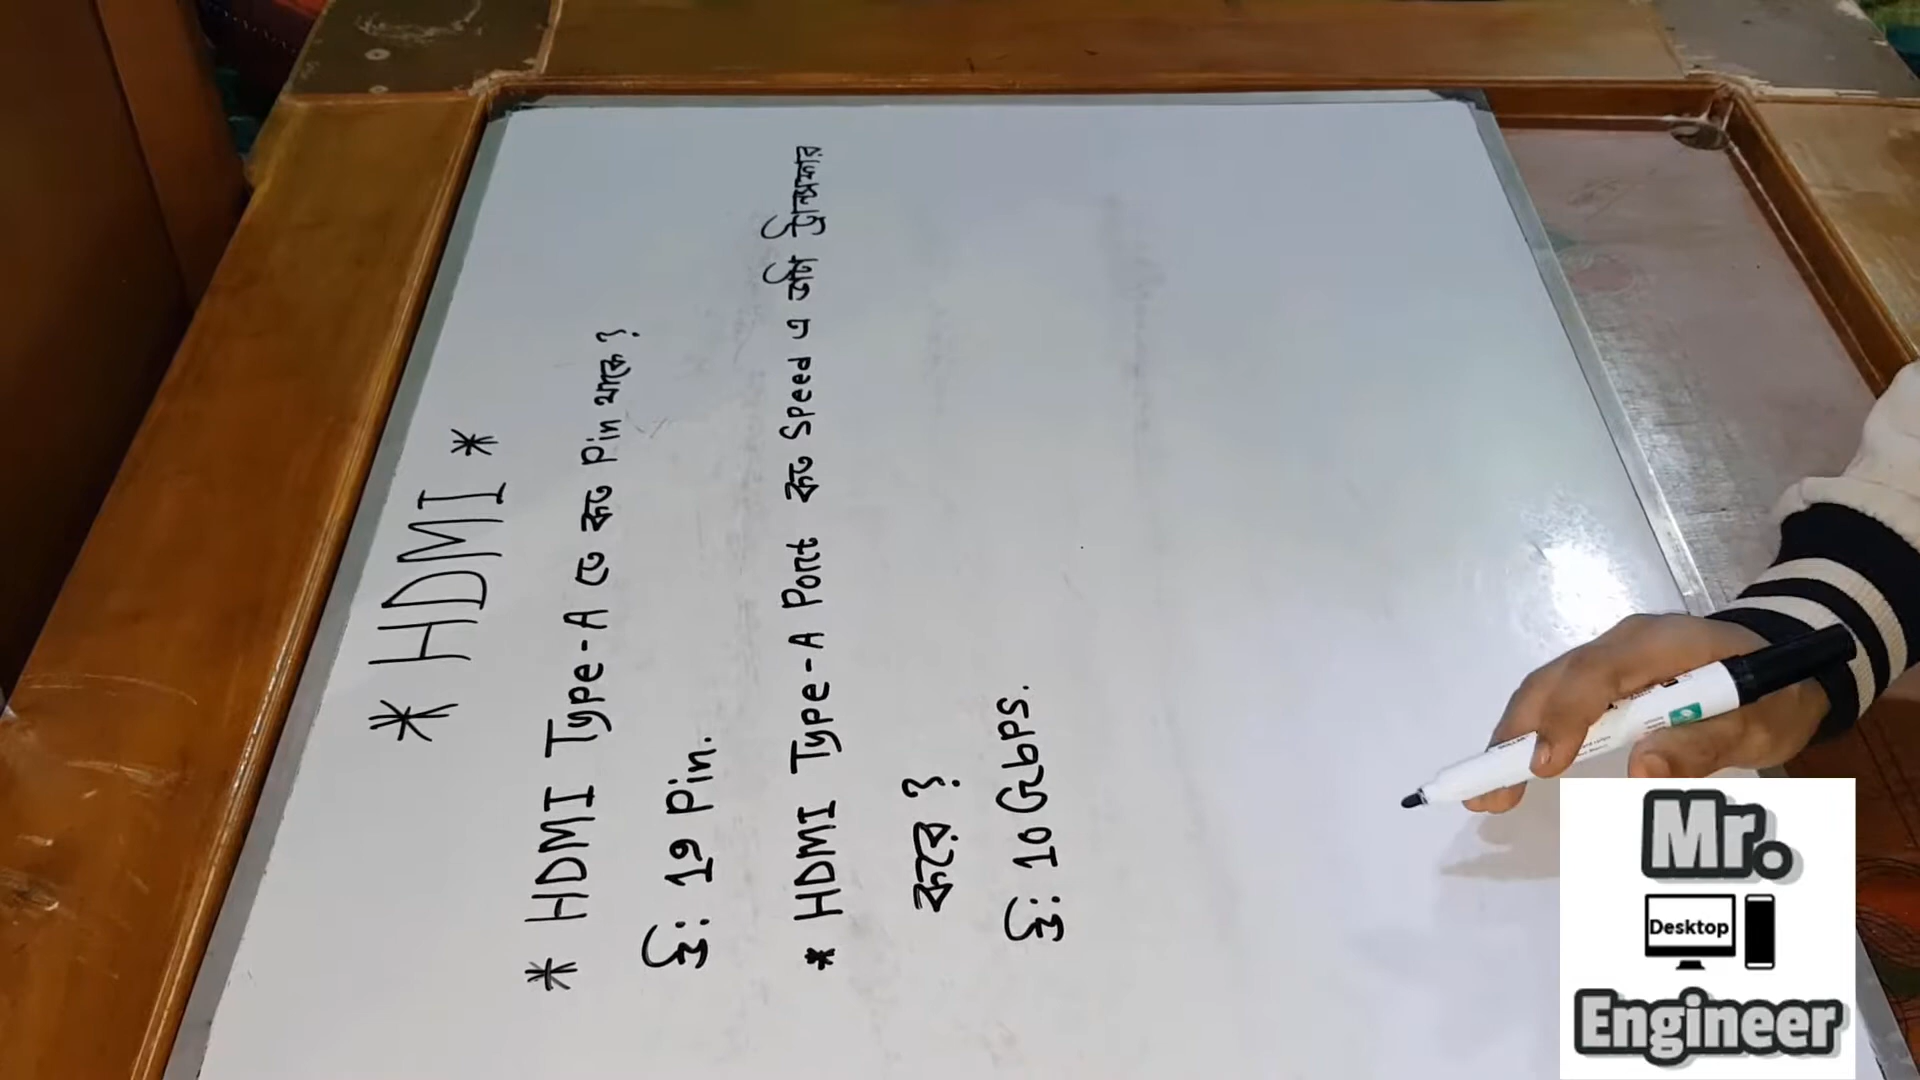 * HDMI *
* HDMI Type-A তে কত Pin থাকে?
উ: 19 Pin.
* HDMI Type-A Port কত Speed এ ডাটা ট্রান্সফার
করে?
উ: 10 Gbps.
Mr.
Desktop
Engineer